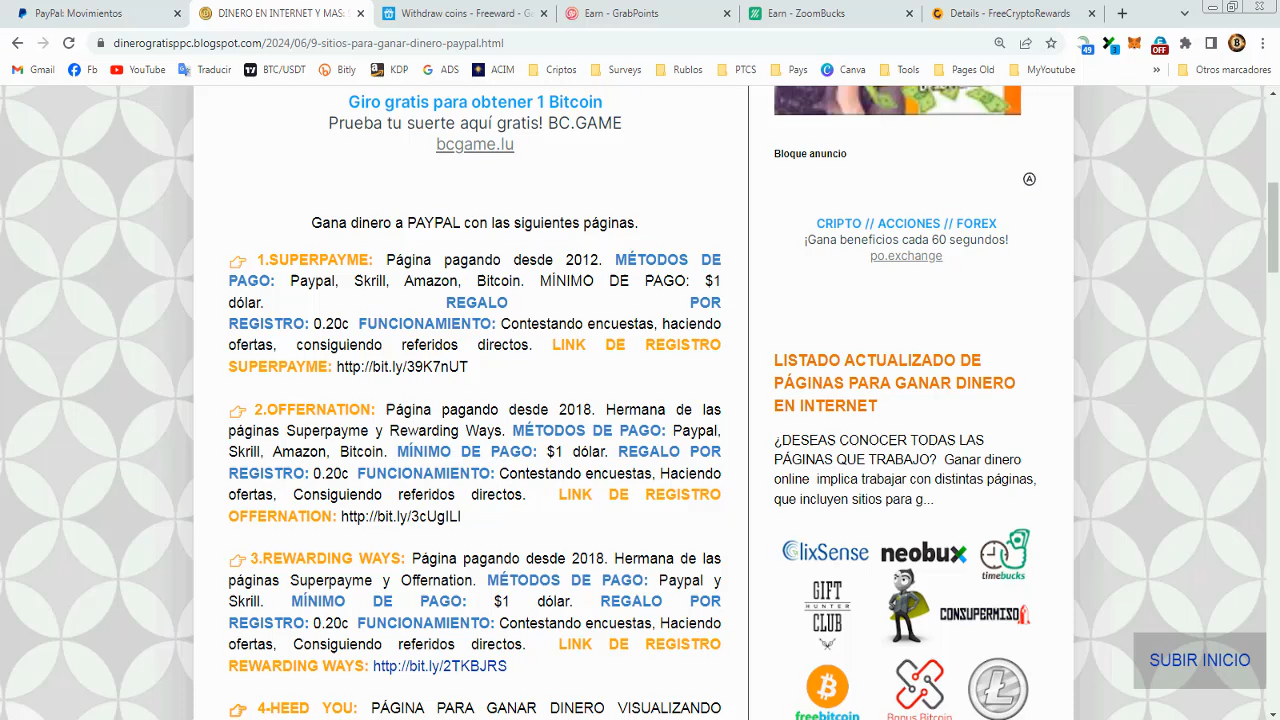 PayPal: Movimientos
DINERO EN INTERNET Y MAS:
Withdraw coins - Freeward - Ge
Earn - GrabPoints
Earn - ZoomBucks
Details - FreeCryptoRewards
dinerogratisppc.blogspot.com/2024/06/9-sitios-para-ganar-dinero-paypal.html
49
3
OFF
Gmail
Fb
YouTube
Traducir
BTC/USDT
Bitly
KDP
ADS
ACIM
Criptos
Surveys
Rublos
PTCS
Pays
Canva
Tools
Pages Old
MyYoutube
»
Otros marcadores
Giro gratis para obtener 1 Bitcoin
Prueba tu suerte aquí gratis! BC.GAME
bcgame.lu
Gana dinero a PAYPAL con las siguientes páginas.
1.SUPERPAYME: Página pagando desde 2012. MÉTODOS DE
PAGO: Paypal, Skrill, Amazon, Bitcoin. MÍNIMO DE PAGO: $1
dólar. REGALO POR
REGISTRO: 0.20c FUNCIONAMIENTO: Contestando encuestas, haciendo
ofertas, consiguiendo referidos directos. LINK DE REGISTRO
SUPERPAYME: http://bit.ly/39K7nUT
2.OFFERNATION: Página pagando desde 2018. Hermana de las
páginas Superpayme y Rewarding Ways. MÉTODOS DE PAGO: Paypal,
Skrill, Amazon, Bitcoin. MÍNIMO DE PAGO: $1 dólar. REGALO POR
REGISTRO: 0.20c FUNCIONAMIENTO: Contestando encuestas, Haciendo
ofertas, Consiguiendo referidos directos. LINK DE REGISTRO
OFFERNATION: http://bit.ly/3cUgILI
3.REWARDING WAYS: Página pagando desde 2018. Hermana de las
páginas Superpayme y Offernation. MÉTODOS DE PAGO: Paypal y
Skrill. MÍNIMO DE PAGO: $1 dólar. REGALO POR
REGISTRO: 0.20c FUNCIONAMIENTO: Contestando encuestas, Haciendo
ofertas, Consiguiendo referidos directos. LINK DE REGISTRO
REWARDING WAYS: http://bit.ly/2TKBJRS
4-HEED YOU: PÁGINA PARA GANAR DINERO VISUALIZANDO
Bloque anuncio
A
CRIPTO // ACCIONES // FOREX
¡Gana beneficios cada 60 segundos!
po.exchange
LISTADO ACTUALIZADO DE
PÁGINAS PARA GANAR DINERO
EN INTERNET
¿DESEAS CONOCER TODAS LAS
PÁGINAS QUE TRABAJO? Ganar dinero
online implica trabajar con distintas páginas,
que incluyen sitios para g...
ClixSense
neobux
timebucks
GIFT
HUNTER
CLUB
CONSUPERMISO
freebitcoin
Bonus Bitcoin
SUBIR INICIO